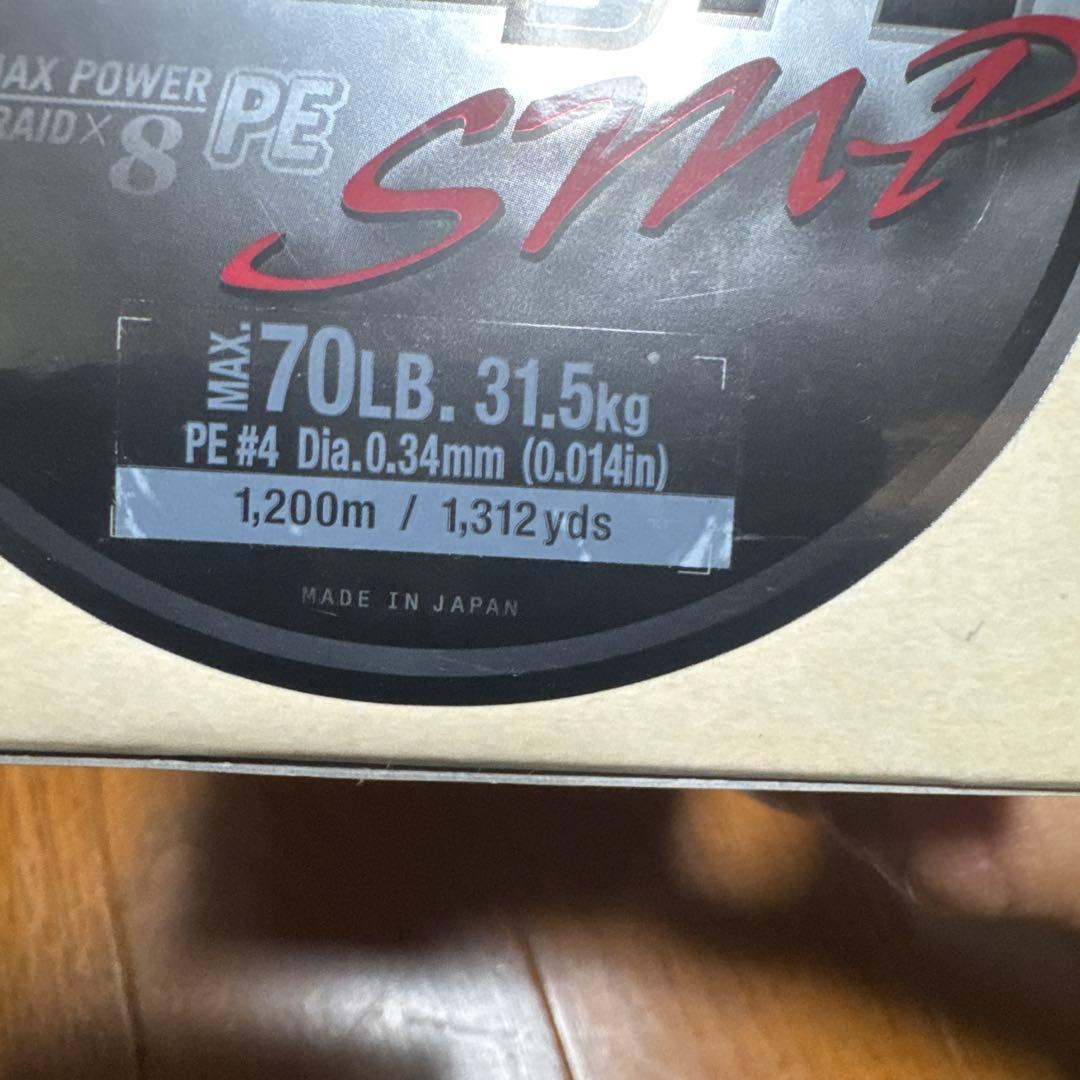 MAX POWER
BRAID×8 PE
SMP
MAX. 70LB. 31.5kg
PE #4 Dia.0.34mm (0.014in)
1,200m / 1,312yds
MADE IN JAPAN